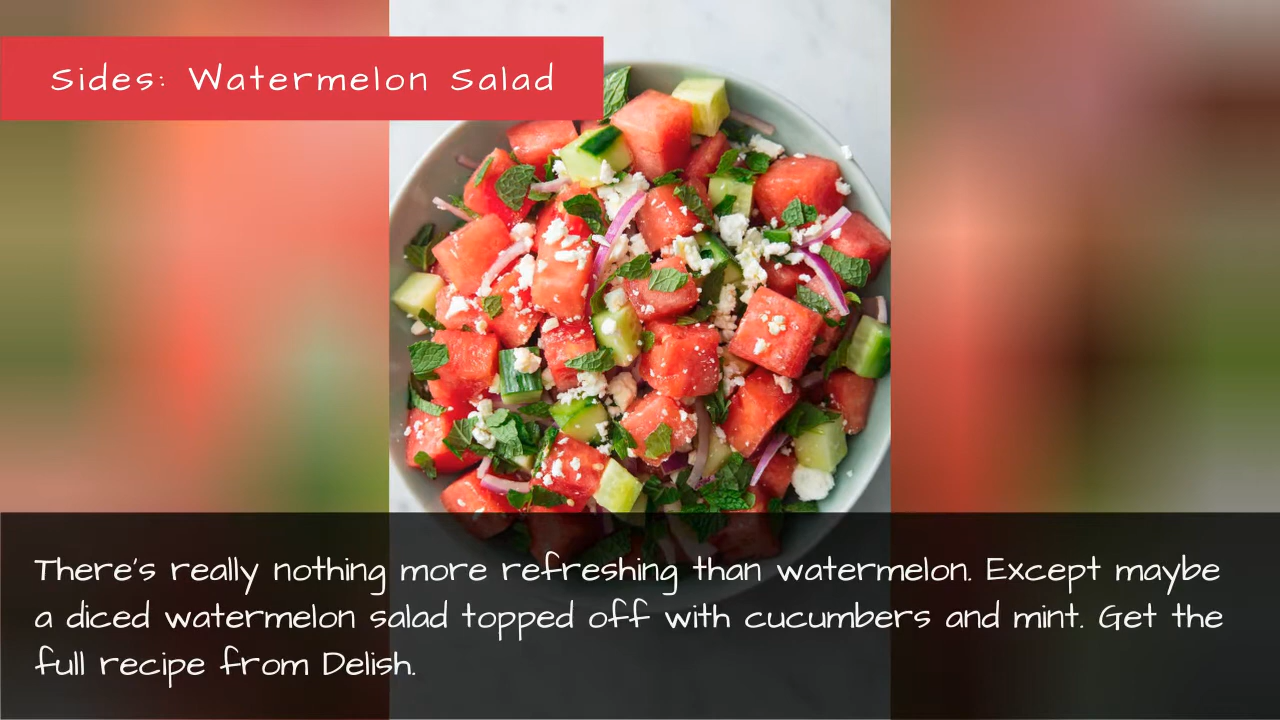 Sides: Watermelon Salad
There's really nothing more refreshing than watermelon. Except maybe
a diced watermelon salad topped off with cucumbers and mint. Get the
full recipe from Delish.